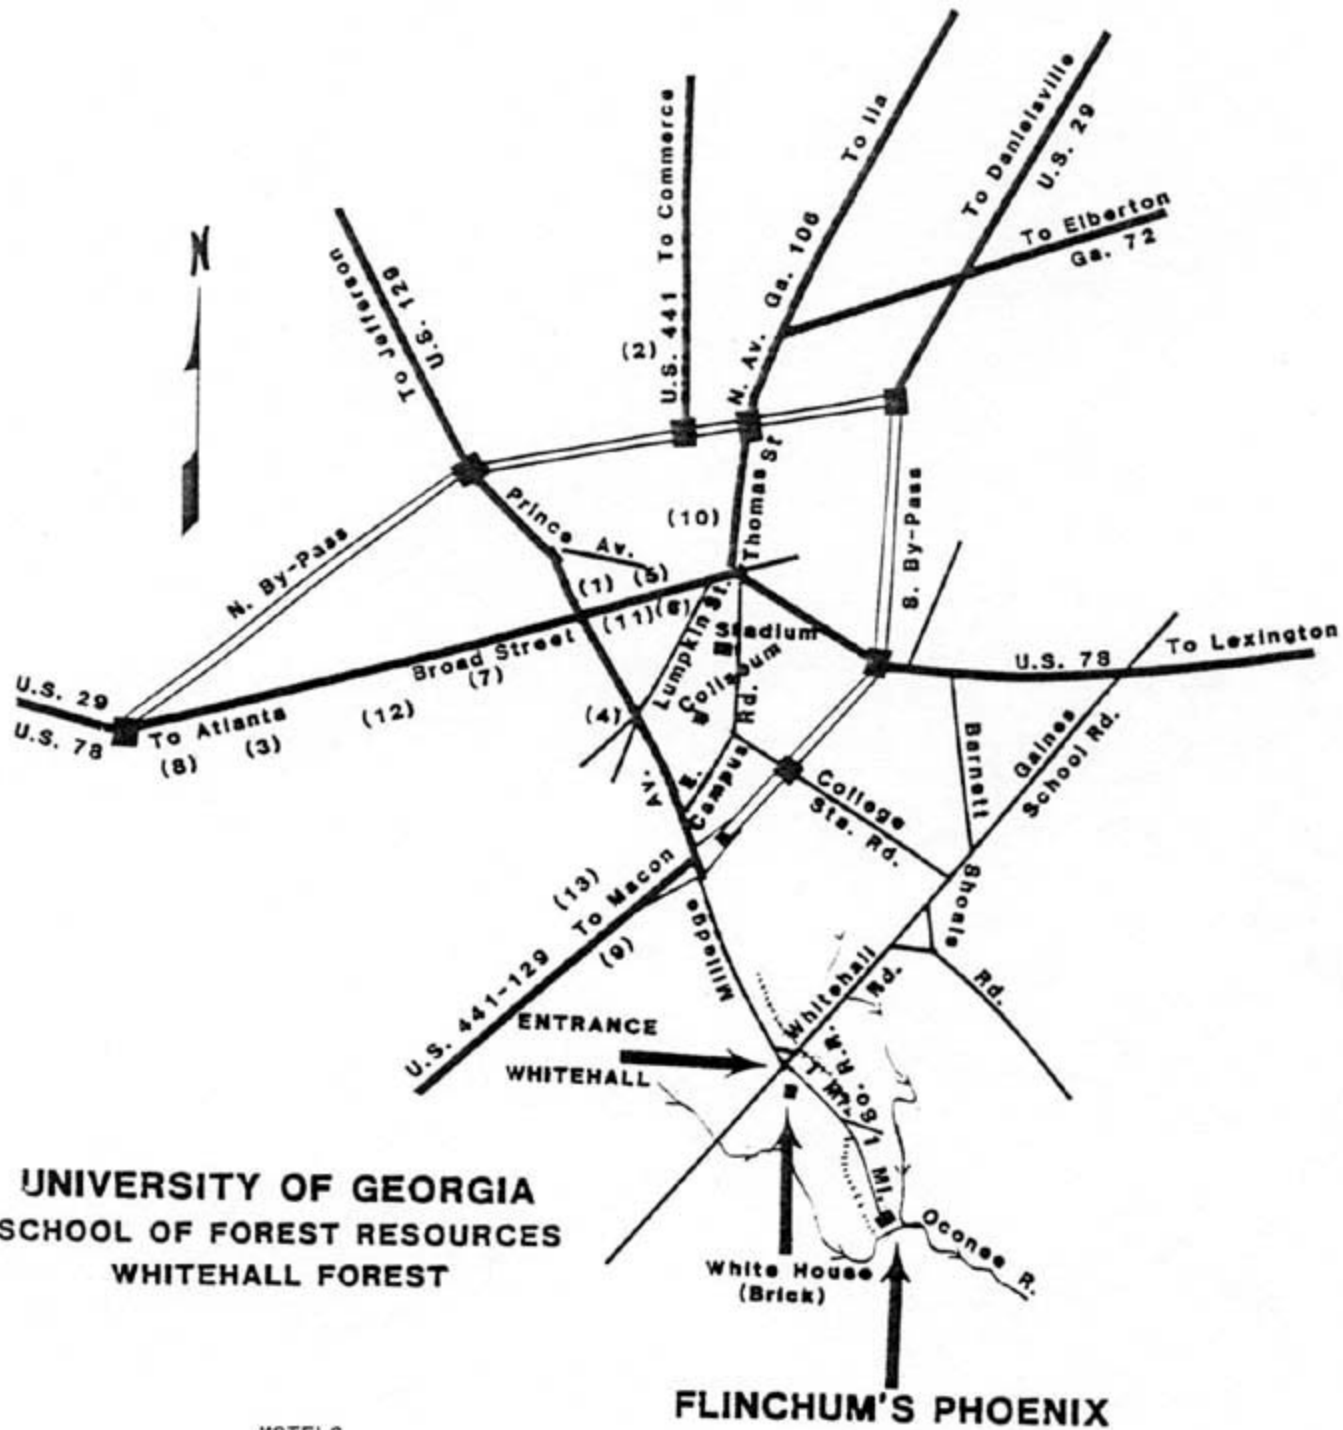 To Commerce
U.S. 441
(2)
To Ila
Ga. 106
N. Av.
To Danielsville
U.S. 29
To Elberton
Ga. 72
N
To Jefferson
U.S. 129
N. By-Pass
Prince Av.
(10)
Thomas St
S. By-Pass
(1) (5)
(11) (6)
Broad Street
(7)
(12)
U.S. 29
U.S. 78
To Atlanta
(8) (3)
(4)
Lumpkin St.
Stadium
Coliseum
E. Campus Rd.
Av.
U.S. 78
To Lexington
Barnett
Gaines School Rd.
College Sta. Rd.
Shoals
Rd.
(13)
To Macon
(9)
U.S. 441-129
Milledge
Whitehall Rd.
ENTRANCE
WHITEHALL
So. R.R.
Mi.
Oconee R.
White House
(Brick)
UNIVERSITY OF GEORGIA
SCHOOL OF FOREST RESOURCES
WHITEHALL FOREST
FLINCHUM'S PHOENIX